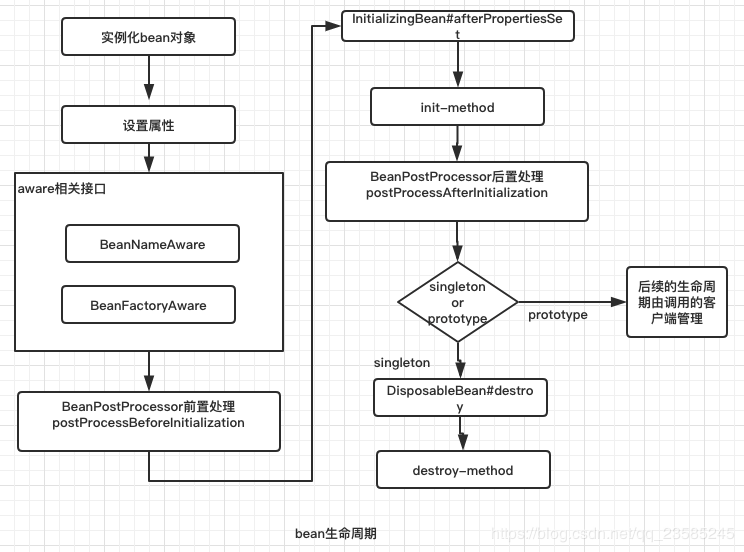 实例化bean对象
设置属性
aware相关接口
BeanNameAware
BeanFactoryAware
BeanPostProcessor前置处理
postProcessBeforeInitialization
InitializingBean#afterPropertiesSe
t
init-method
BeanPostProcessor后置处理
postProcessAfterInitialization
singleton
or
prototype
prototype
后续的生命周
期由调用的客
户端管理
singleton
DisposableBean#destro
y
destroy-method
bean生命周期
https://blog.csdn.net/qq_23585245